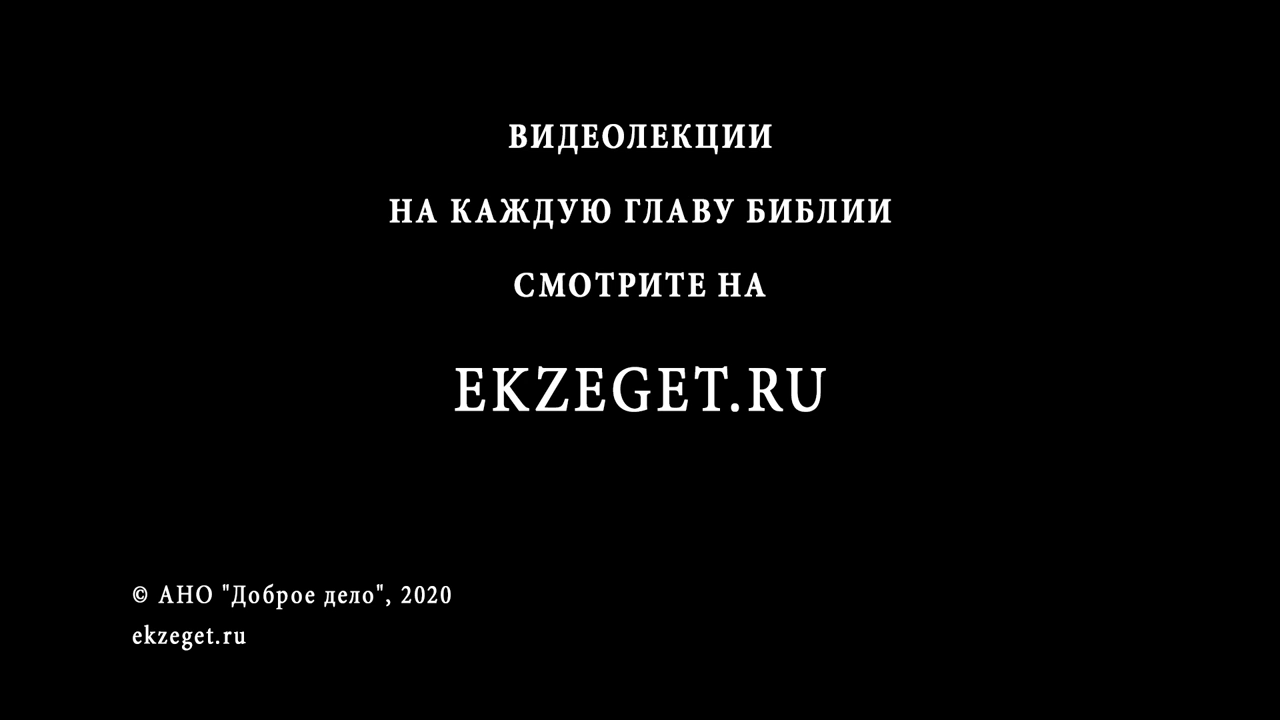 ВИДЕОЛЕКЦИИ
НА КАЖДУЮ ГЛАВУ БИБЛИИ
СМОТРИТЕ НА
EKZEGET.RU
© АНО "Доброе дело", 2020
ekzeget.ru